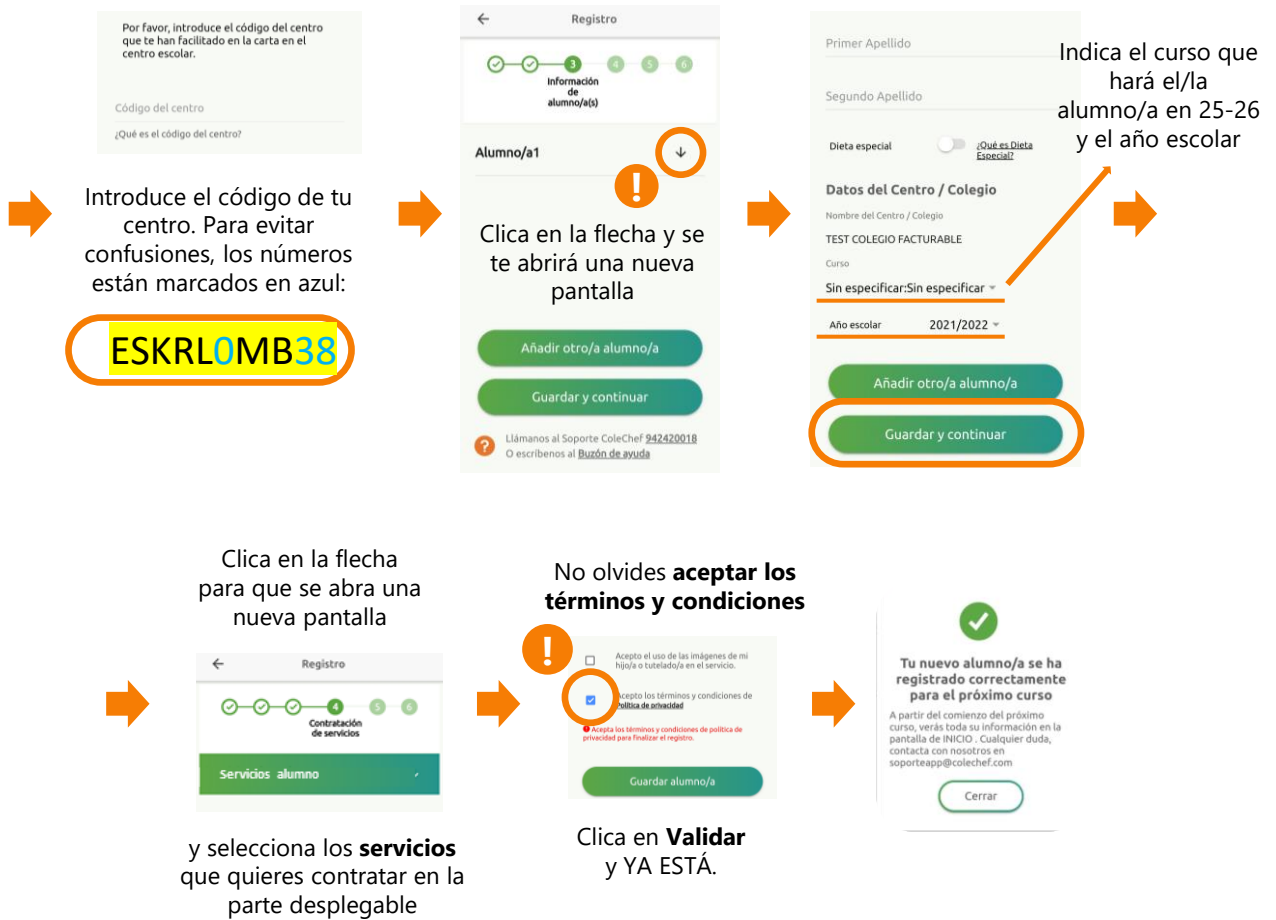 Por favor, introduce el código del centro
que te han facilitado en la carta en el
centro escolar.
Código del centro
¿Qué es el código del centro?
Introduce el código de tu
centro. Para evitar
confusiones, los números
están marcados en azul:
ESKRL0MB38
Registro
3
4
5
6
Información
de
alumno/a(s)
Alumno/a1
!
Clica en la flecha y se
te abrirá una nueva
pantalla
Añadir otro/a alumno/a
Guardar y continuar
?
Llámanos al Soporte ColeChef 942420018
O escríbenos al Buzón de ayuda
Primer Apellido
Segundo Apellido
Dieta especial
¿Qué es Dieta
Especial?
Datos del Centro / Colegio
Nombre del Centro / Colegio
TEST COLEGIO FACTURABLE
Curso
Sin especificar:Sin especificar
Año escolar 2021/2022
Añadir otro/a alumno/a
Guardar y continuar
Indica el curso que
hará el/la
alumno/a en 25-26
y el año escolar
Clica en la flecha
para que se abra una
nueva pantalla
Registro
4
5
6
Contratación
de servicios
Servicios alumno
y selecciona los servicios
que quieres contratar en la
parte desplegable
No olvides aceptar los
términos y condiciones
!
Acepto el uso de las imágenes de mi
hijo/a o tutelado/a en el servicio.
Acepto los términos y condiciones de
Política de privacidad
Acepta los términos y condiciones de política de
privacidad para finalizar el registro.
Guardar alumno/a
Clica en Validar
y YA ESTÁ.
Tu nuevo alumno/a se ha
registrado correctamente
para el próximo curso
A partir del comienzo del próximo
curso, verás toda su información en la
pantalla de INICIO . Cualquier duda,
contacta con nosotros en
soporteapp@colechef.com
Cerrar